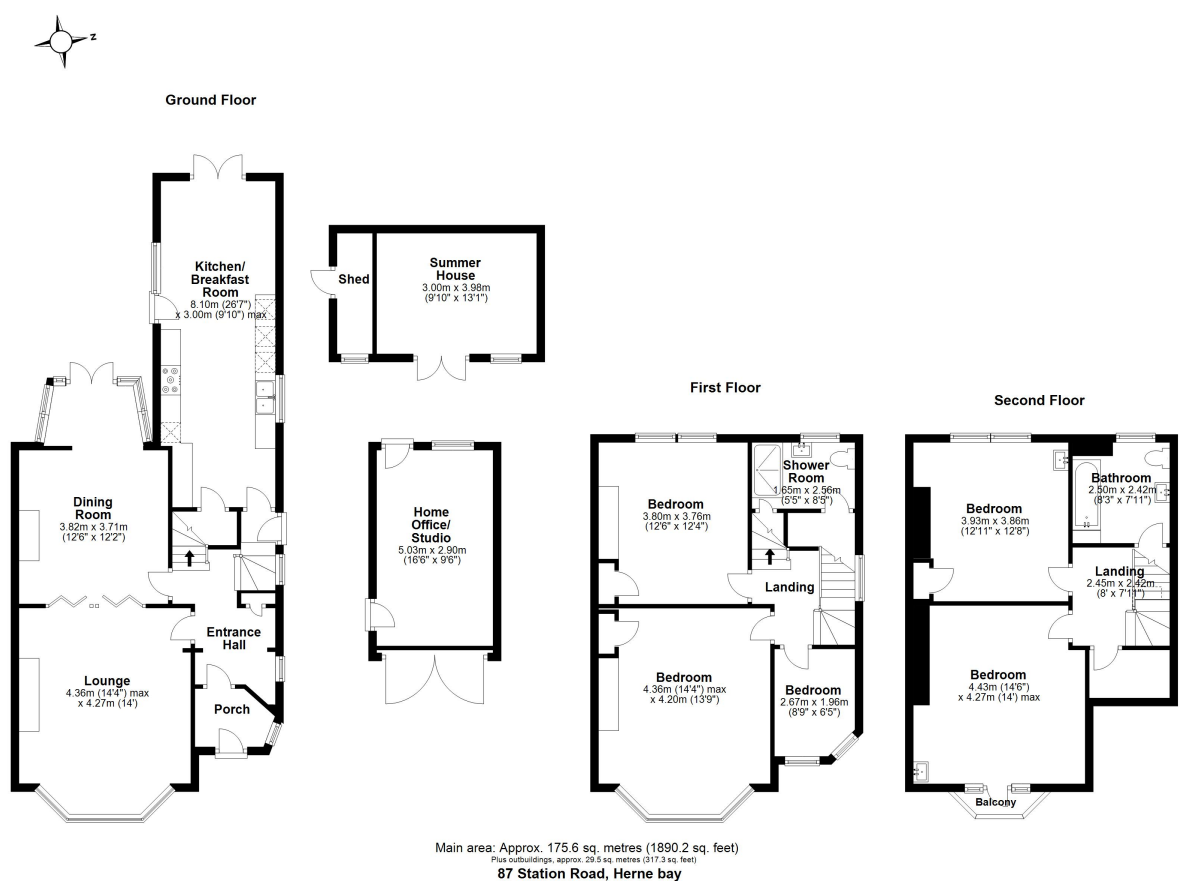 Z
Ground Floor
Kitchen/
Breakfast
Room
8.10m (26'7")
x 3.00m (9'10") max
Dining
Room
3.82m x 3.71m
(12'6" x 12'2")
Entrance
Hall
Lounge
4.36m (14'4") max
x 4.27m (14')
Porch
Shed
Summer
House
3.00m x 3.98m
(9'10" x 13'1")
Home
Office/
Studio
5.03m x 2.90m
(16'6" x 9'6")
First Floor
Shower
Room
1.65m x 2.56m
(5'5" x 8'5")
Bedroom
3.80m x 3.76m
(12'6" x 12'4")
Landing
Bedroom
4.36m (14'4") max
x 4.20m (13'9")
Bedroom
2.67m x 1.96m
(8'9" x 6'5")
Second Floor
Bathroom
2.50m x 2.42m
(8'3" x 7'11")
Bedroom
3.93m x 3.86m
(12'11" x 12'8")
Landing
2.45m x 2.42m
(8' x 7'11")
Bedroom
4.43m (14'6")
x 4.27m (14') max
Balcony
Main area: Approx. 175.6 sq. metres (1890.2 sq. feet)
Plus outbuildings, approx. 29.5 sq. metres (317.3 sq. feet)
87 Station Road, Herne bay